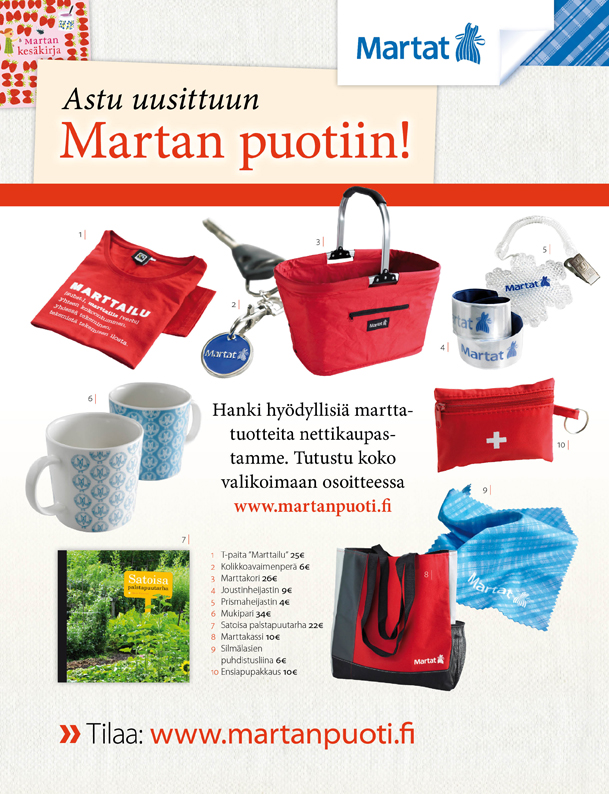 Martan
kesäkirja
Martat
Astu uusittuun
Martan puotiin!
1
MARTTAILU
2
Martat
3
Martat
Martat
5
4
Martat
6
Hanki hyödyllisiä martta-
tuotteita nettikaupas-
tamme. Tutustu koko
valikoimaan osoitteessa
www.martanpuoti.fi
10
9
Martat
7
Satoisa
palstapuutarha
8
Martat
1 T-paita ”Marttailu” 25€
2 Kolikkoavaimenperä 6€
3 Marttakori 26€
4 Joustinheijastin 9€
5 Prismaheijastin 4€
6 Mukipari 34€
7 Satoisa palstapuutarha 22€
8 Marttakassi 10€
9 Silmälasien
puhdistusliina 6€
10 Ensiapupakkaus 10€
» Tilaa: www.martanpuoti.fi